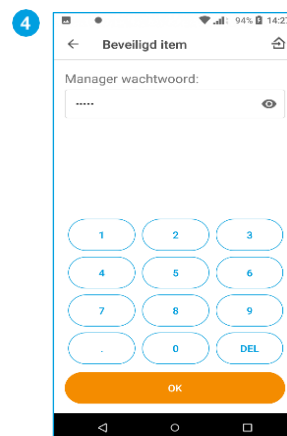 4
94% 14:27
Beveiligd item
Manager wachtwoord:
•••••
1 2 3
4 5 6
7 8 9
. 0 DEL
OK